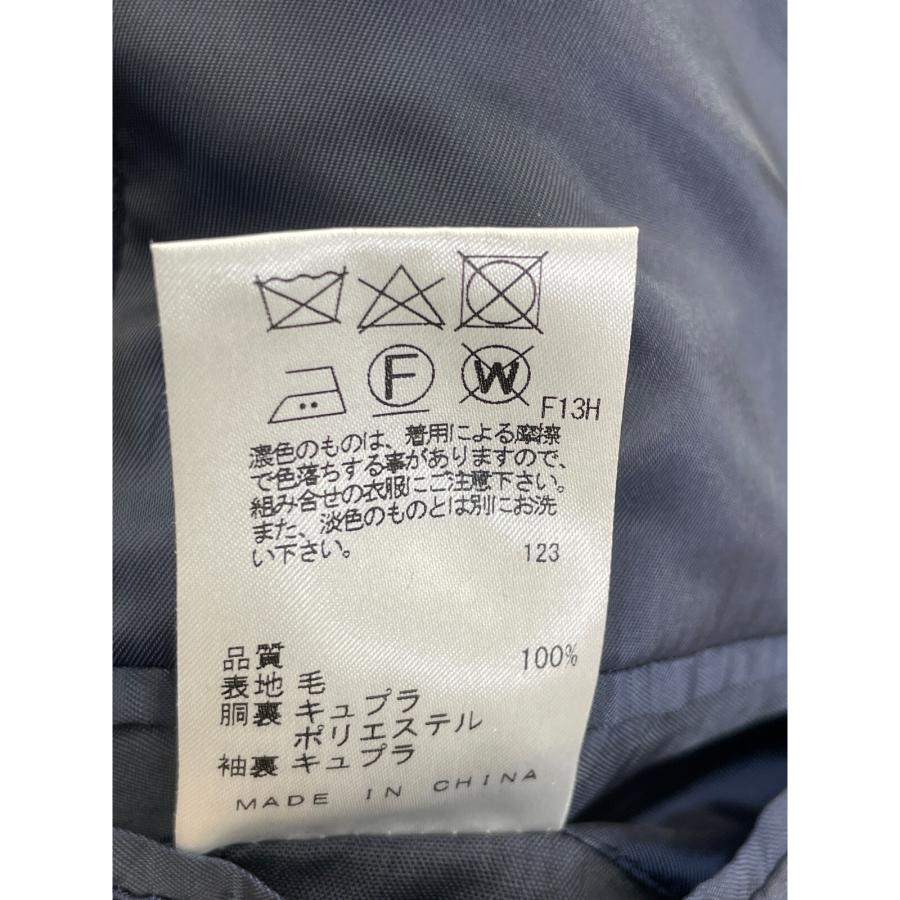 F W F13H
濃色のものは、着用による摩擦
で色落ちする事がありますので、
組み合せの衣服にご注意下さい。
また、淡色のものとは別にお洗
い下さい。 123
品質 100%
表地 毛
胴裏 キュプラ
ポリエステル
袖裏 キュプラ
MADE IN CHINA